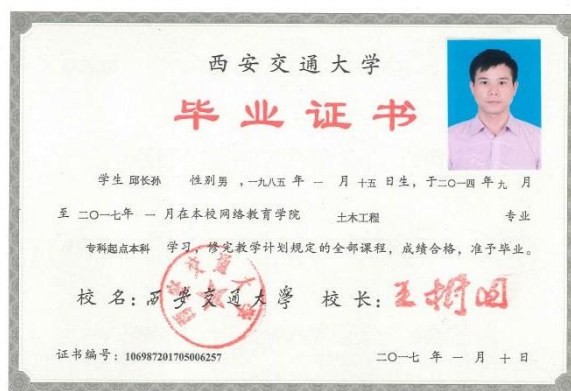 西安交通大学
毕业证书
学生 邱长孙 性别 男 ,一九八五 年 一 月 十五 日生, 于二〇一四 年 九 月
至 二〇一七年 一 月在本校网络教育学院 土木工程 专业
专科起点本科 学习, 修完教学计划规定的全部课程, 成绩合格, 准予毕业。
校 名: 西安交通大學 校 长: 王树国
证书编号: 106987201705006257 二〇一七 年 一 月 十 日